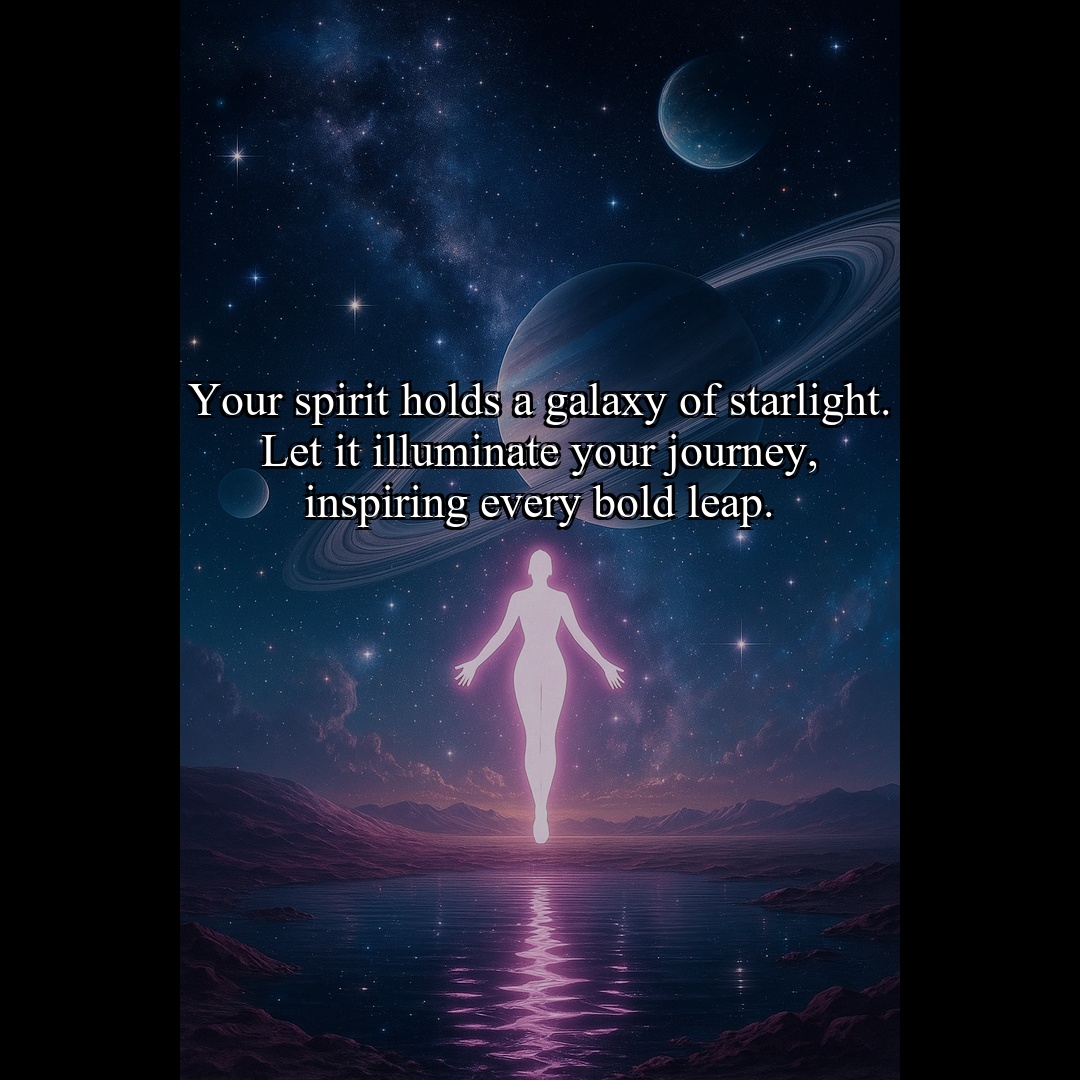 Your spirit holds a galaxy of starlight.
Let it illuminate your journey,
inspiring every bold leap.